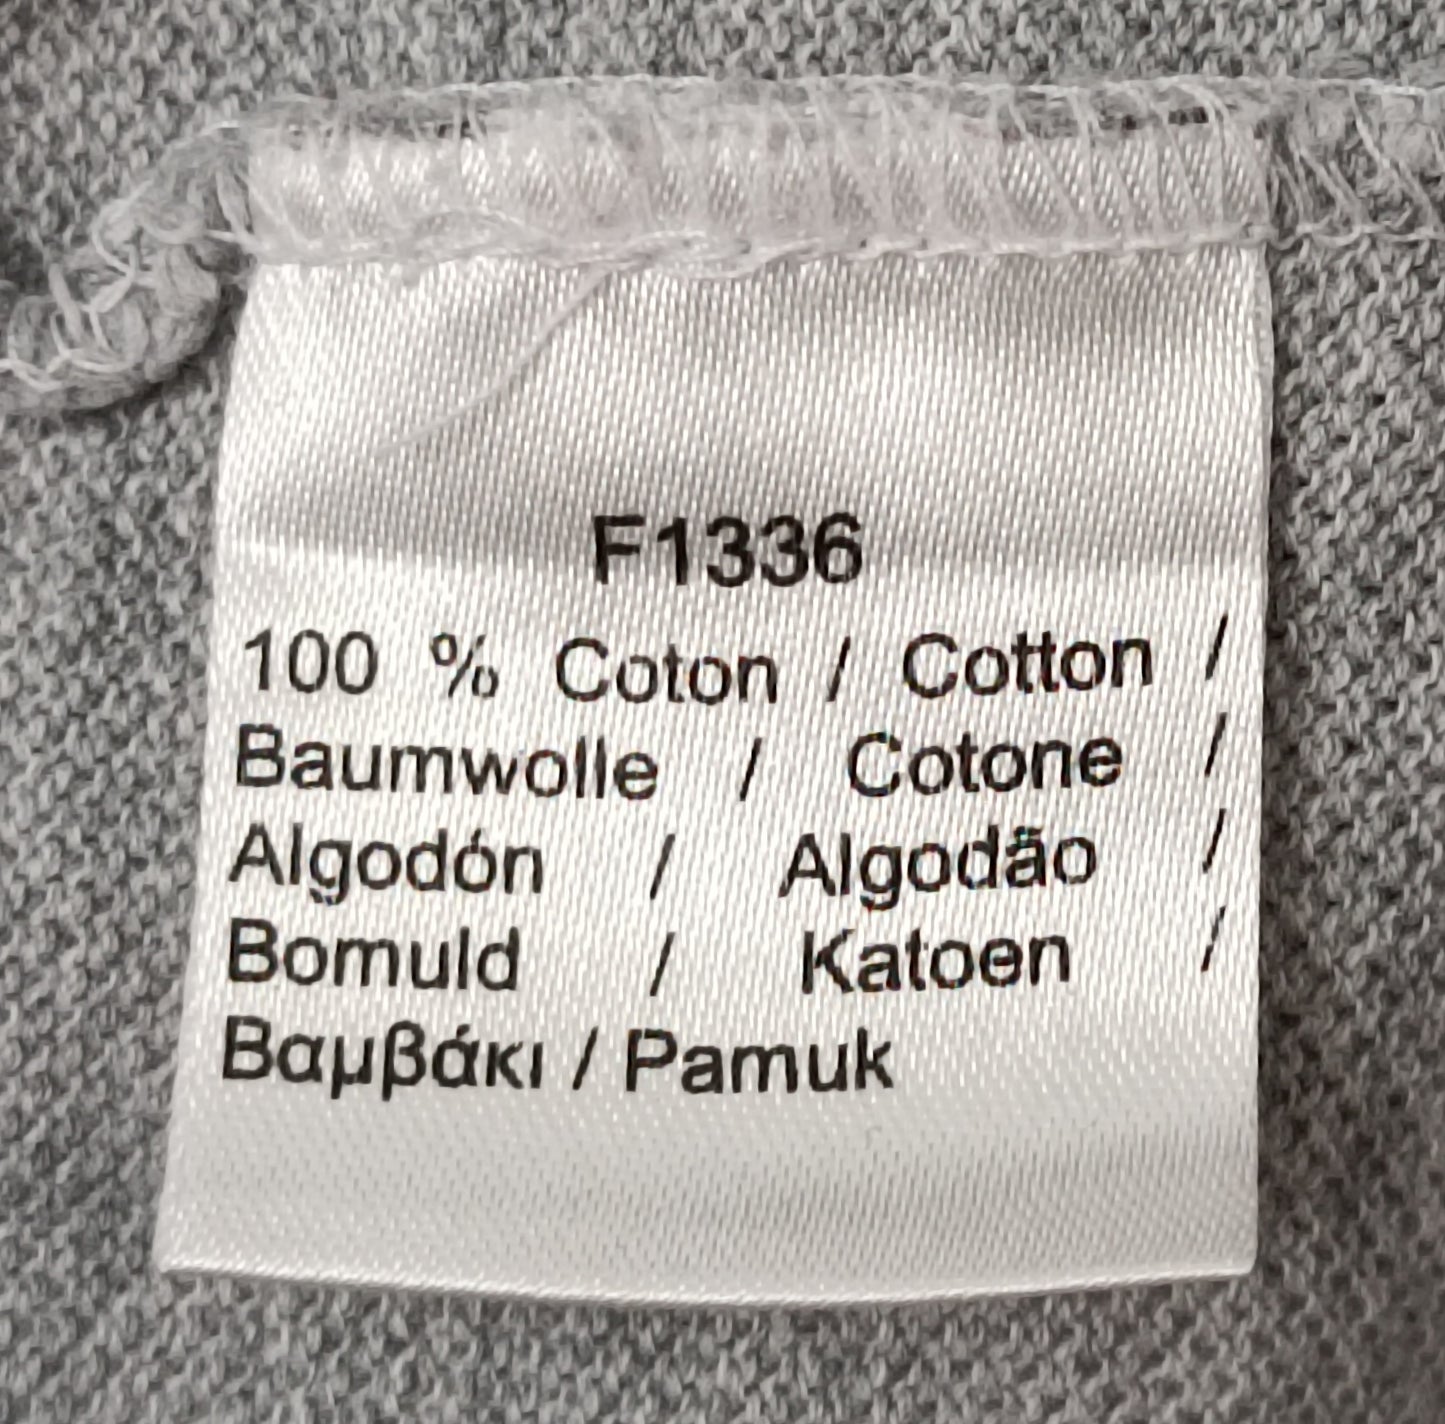 F1336
100 % Coton / Cotton /
Baumwolle / Cotone /
Algodón / Algodão /
Bomuld / Katoen /
Βαμβάκι / Pamuk